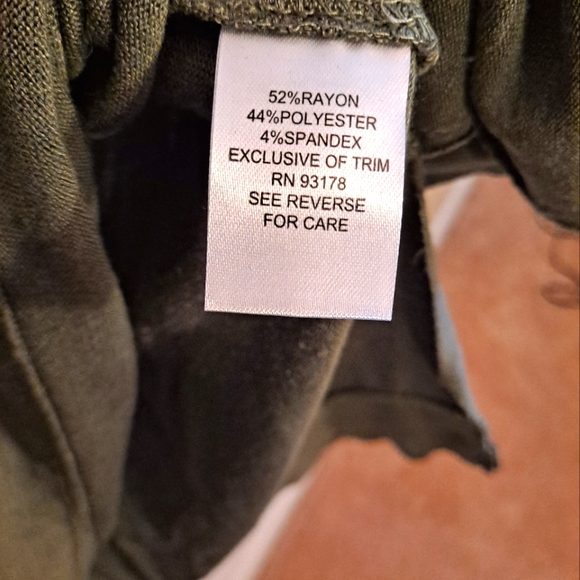 52%RAYON
44%POLYESTER
4%SPANDEX
EXCLUSIVE OF TRIM
RN 93178
SEE REVERSE
FOR CARE